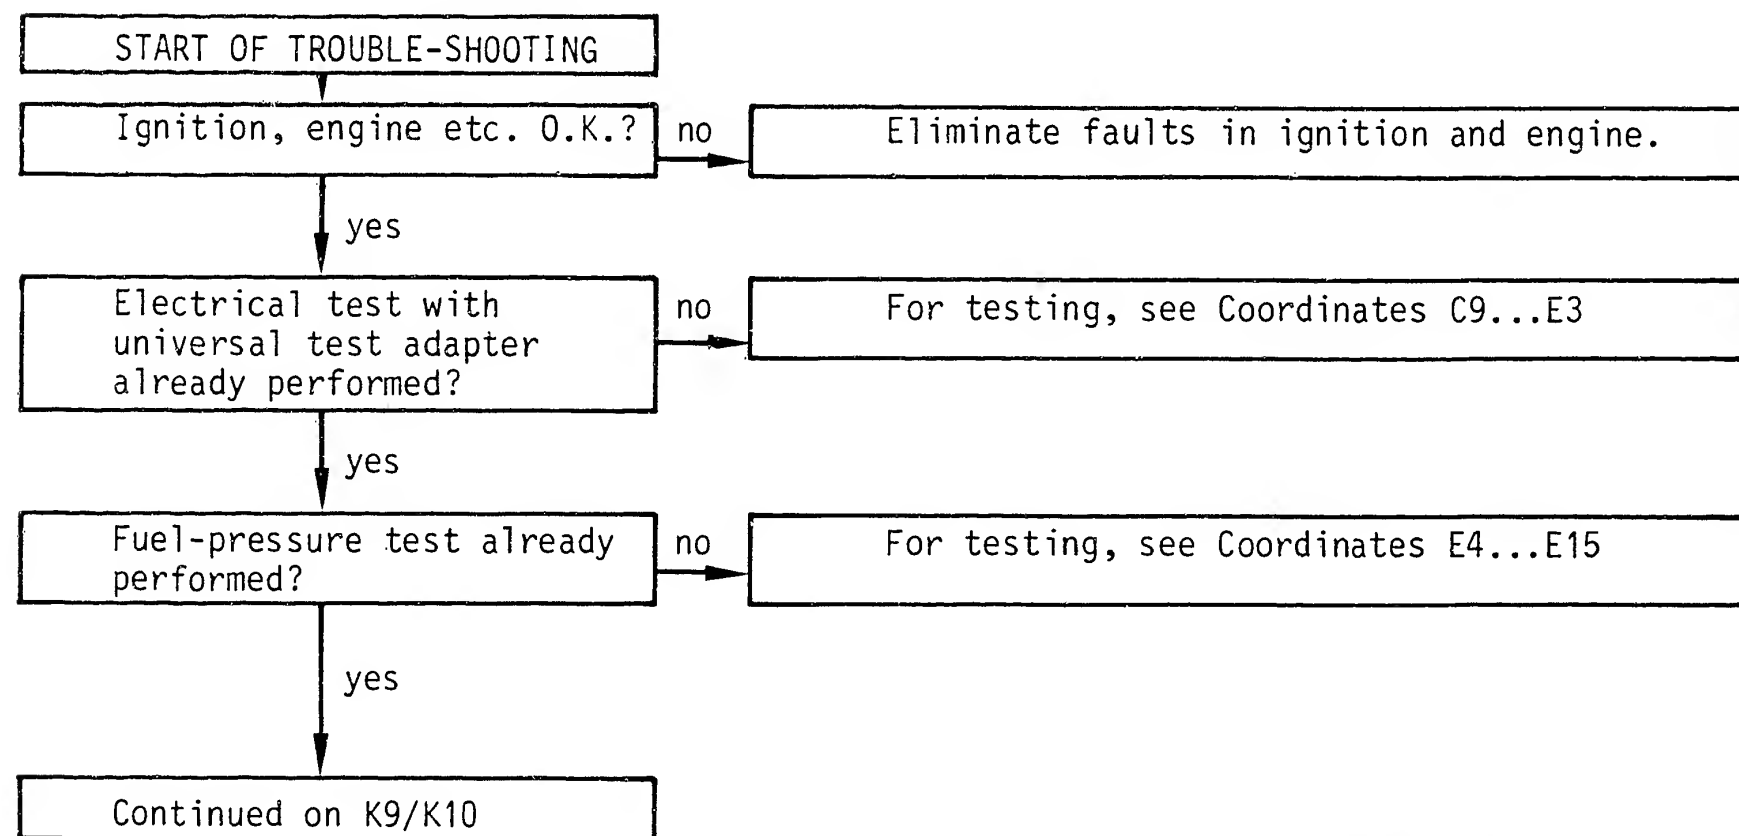 START OF TROUBLE-SHOOTING
Ignition, engine etc. O.K.?
no
Eliminate faults in ignition and engine.
yes
Electrical test with
universal test adapter
already performed?
no
For testing, see Coordinates C9...E3
yes
Fuel-pressure test already
performed?
no
For testing, see Coordinates E4...E15
yes
Continued on K9/K10